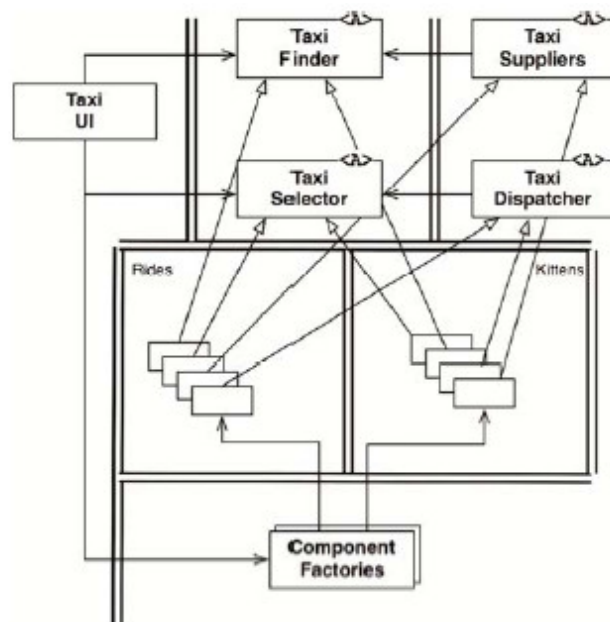 Taxi
Finder
Taxi
Suppliers
Taxi
UI
Taxi
Selector
Taxi
Dispatcher
Rides
Kittens
Component
Factories